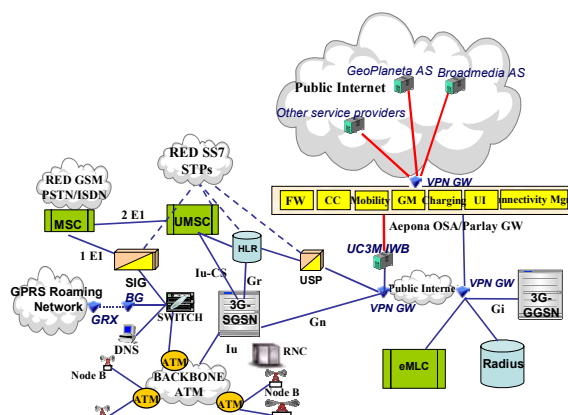 GeoPlaneta AS
Broadmedia AS
Public Internet
Other service providers
RED SS7
STPs
VPN GW
RED GSM
PSTN/ISDN
FW
CC
Mobility
GM
Charging
UI
onnectivity Mgr
Aepona OSA/Parlay GW
MSC
2 E1
UMSC
HLR
UC3M IWB
1 E1
Iu-CS
Gr
USP
SIG
Public Interne
VPN GW
GPRS Roaming
Network
BG
GRX
SWITCH
3G-
SGSN
Gn
VPN GW
Gi
3G-
GGSN
DNS
Iu
RNC
ATM
Node B
BACKBONE
ATM
Node B
eMLC
Radius
ATM
ATM